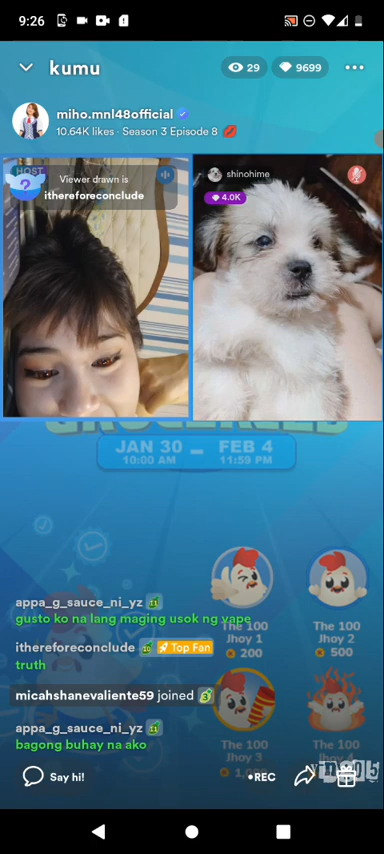 9:26
kumu
29
9699
miho.mnl48official
10.64K likes · Season 3 Episode 8
HOST
Viewer drawn is
ithereforeconclude
shinohime
4.0K
JAN 30 - FEB 4
10:00 AM 11:59 PM
appa_g_sauce_ni_yz 11
gusto ko na lang maging usok ng vape
The 100
Jhoy 1
200
The 100
Jhoy 2
500
ithereforeconclude 10 Top Fan
truth
micahshanevaliente59 joined 3
appa_g_sauce_ni_yz 11
bagong buhay na ako
The 100
The 100
Say hi!
•REC